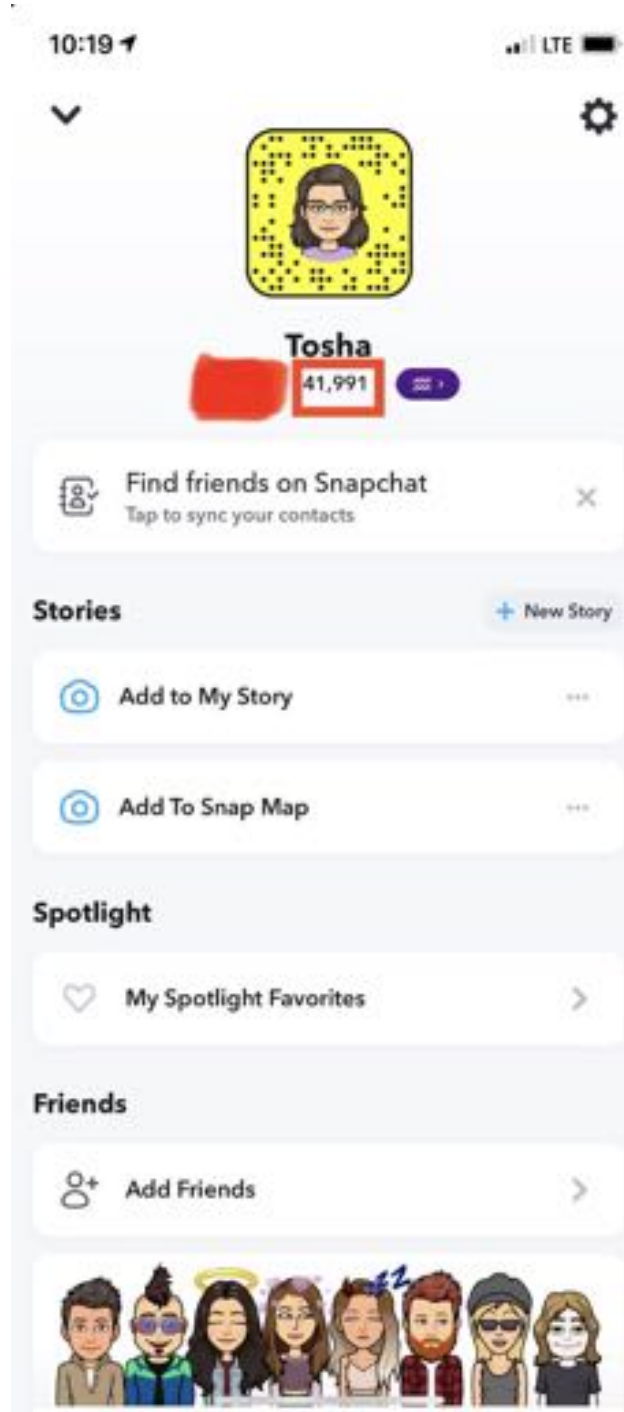 10:19 LTE
Tosha
41,991
Find friends on Snapchat
Tap to sync your contacts
Stories
+ New Story
Add to My Story
Add To Snap Map
Spotlight
My Spotlight Favorites
Friends
Add Friends